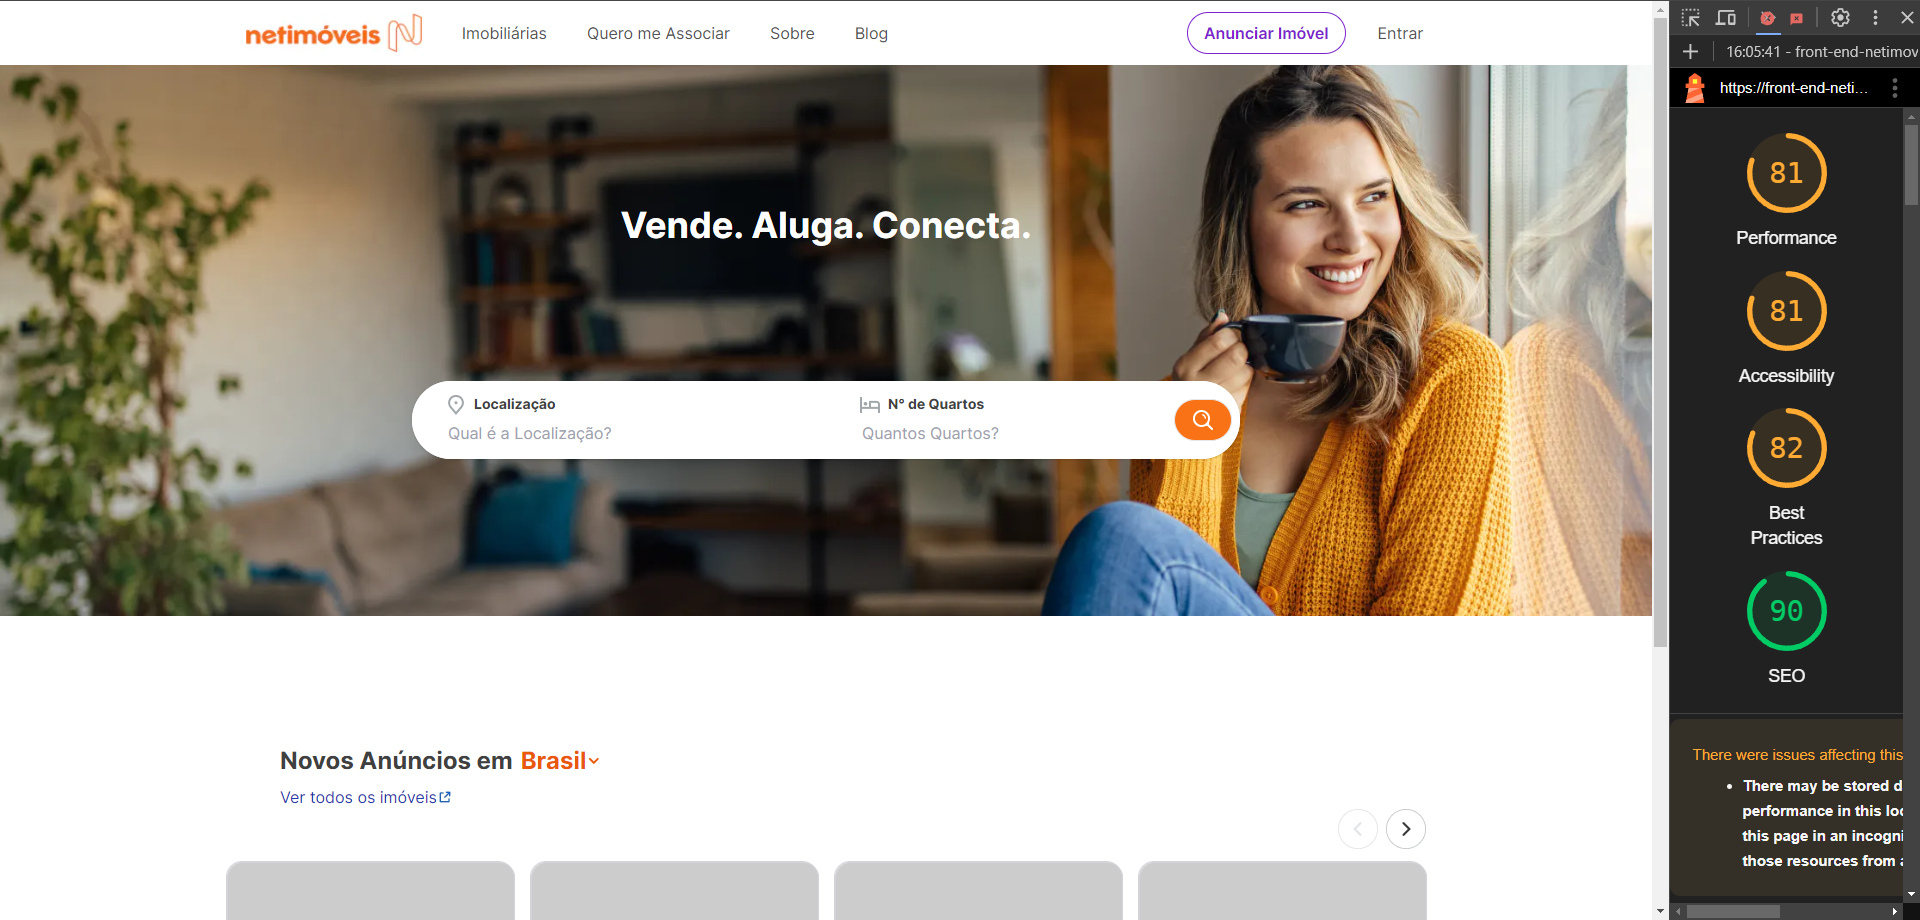 netimóveis
Imobiliárias
Quero me Associar
Sobre
Blog
Anunciar Imóvel
Entrar
Vende. Aluga. Conecta.
Localização
Qual é a Localização?
N° de Quartos
Quantos Quartos?
Novos Anúncios em Brasil
Ver todos os imóveis
16:05:41 - front-end-netimov
https://front-end-neti...
81
Performance
81
Accessibility
82
Best
Practices
90
SEO
There were issues affecting this
• There may be stored d
performance in this loc
this page in an incogni
those resources from a